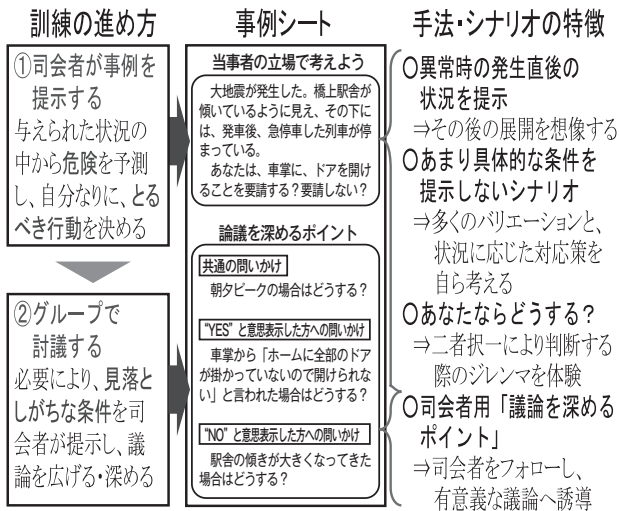 訓練の進め方
①司会者が事例を
提示する
与えられた状況の
中から危険を予測
し、自分なりに、とる
べき行動を決める
②グループで
討議する
必要により、見落と
しがちな条件を司
会者が提示し、議
論を広げる・深める
事例シート
当事者の立場で考えよう
大地震が発生した。橋上駅舎が
傾いているように見え、その下に
は、発車後、急停車した列車が停
まっている。
あなたは、車掌に、ドアを開け
ることを要請する？要請しない？
論議を深めるポイント
共通の問いかけ
朝夕ピークの場合はどうする？
“YES”と意思表示した方への問いかけ
車掌から「ホームに全部のドア
が掛かっていないので開けられな
い」と言われた場合はどうする？
“NO”と意思表示した方への問いかけ
駅舎の傾きが大きくなってきた
場合はどうする？
手法・シナリオの特徴
○異常時の発生直後の
状況を提示
⇒その後の展開を想像する
○あまり具体的な条件を
提示しないシナリオ
⇒多くのバリエーションと、
状況に応じた対応策を
自ら考える
○あなたならどうする？
⇒二者択一により判断する
際のジレンマを体験
○司会者用「議論を深める
ポイント」
⇒司会者をフォローし、
有意義な議論へ誘導